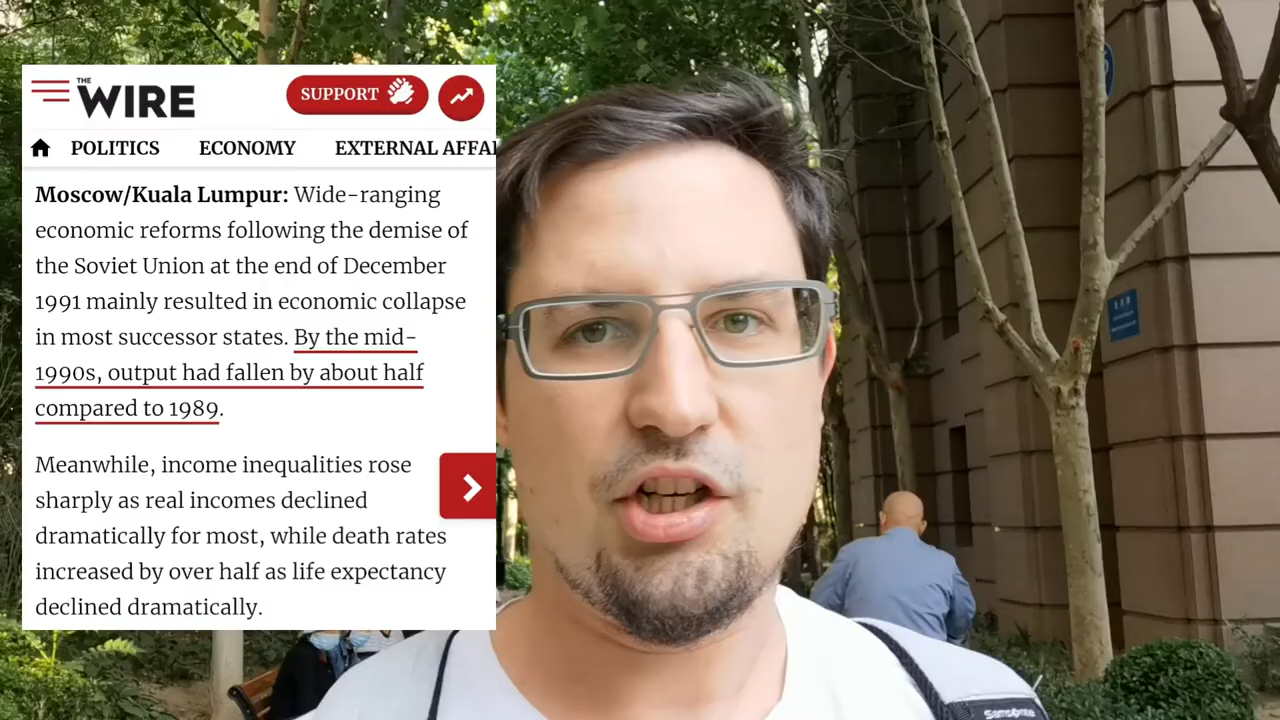 THE
WIRE
SUPPORT
POLITICS ECONOMY EXTERNAL AFFAI
Moscow/Kuala Lumpur: Wide-ranging
economic reforms following the demise of
the Soviet Union at the end of December
1991 mainly resulted in economic collapse
in most successor states. By the mid-
1990s, output had fallen by about half
compared to 1989.
Meanwhile, income inequalities rose
sharply as real incomes declined
dramatically for most, while death rates
increased by over half as life expectancy
declined dramatically.
Samsonite